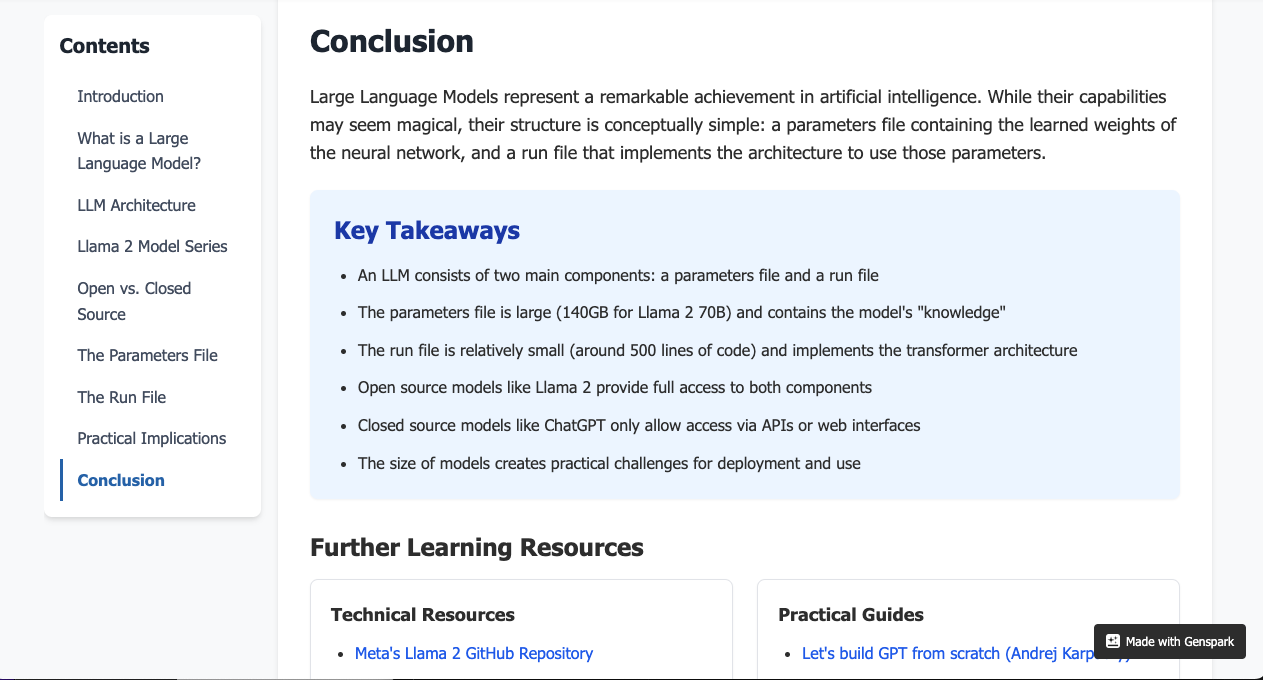 Contents
Introduction
What is a Large
Language Model?
LLM Architecture
Llama 2 Model Series
Open vs. Closed
Source
The Parameters File
The Run File
Practical Implications
Conclusion
Conclusion
Large Language Models represent a remarkable achievement in artificial intelligence. While their capabilities
may seem magical, their structure is conceptually simple: a parameters file containing the learned weights of
the neural network, and a run file that implements the architecture to use those parameters.
Key Takeaways
• An LLM consists of two main components: a parameters file and a run file
• The parameters file is large (140GB for Llama 2 70B) and contains the model's "knowledge"
• The run file is relatively small (around 500 lines of code) and implements the transformer architecture
• Open source models like Llama 2 provide full access to both components
• Closed source models like ChatGPT only allow access via APIs or web interfaces
• The size of models creates practical challenges for deployment and use
Further Learning Resources
Technical Resources
• Meta's Llama 2 GitHub Repository
Practical Guides
• Let's build GPT from scratch (Andrej
Made with Genspark